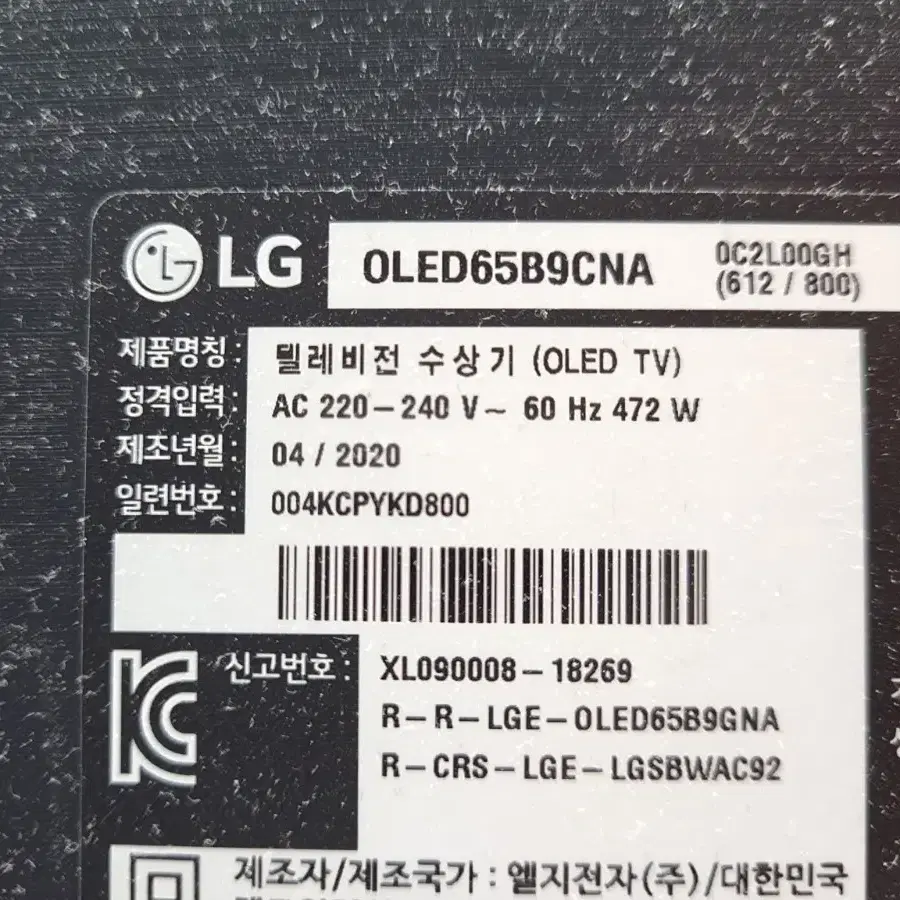 LG OLED65B9CNA 0C2L00GH
(612 / 800)
제품명칭 : 텔레비전 수상기 (OLED TV)
정격입력 : AC 220-240 V~ 60 Hz 472 W
제조년월 : 04 / 2020
일련번호 : 004KCPYKD800
신고번호 : XL090008-18269
R-R-LGE-OLED65B9GNA
R-CRS-LGE-LGSBWAC92
제조자/제조국가 : 엘지전자(주)/대한민국